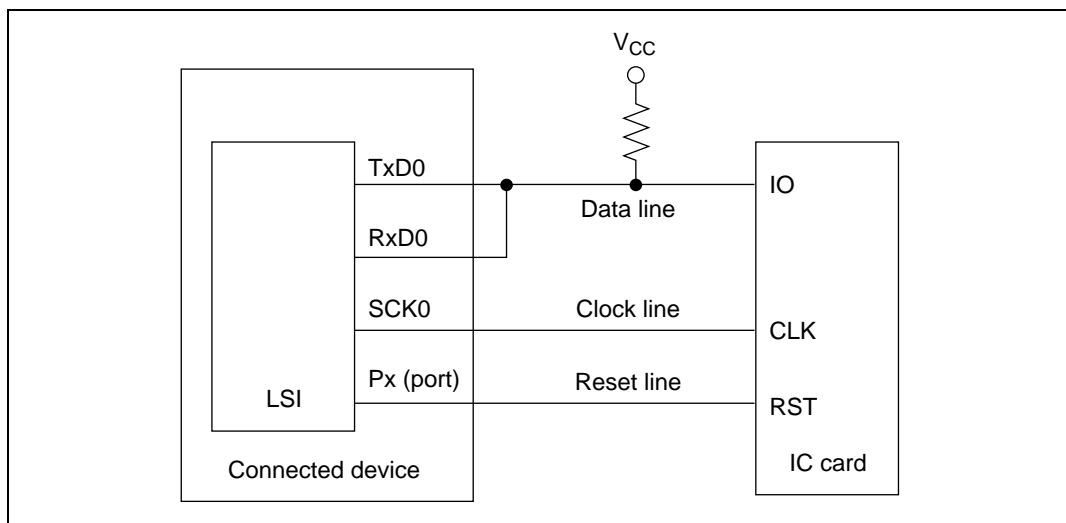 VCC
TxD0
IO
Data line
RxD0
SCK0
Clock line
CLK
Px (port)
Reset line
LSI
RST
Connected device
IC card